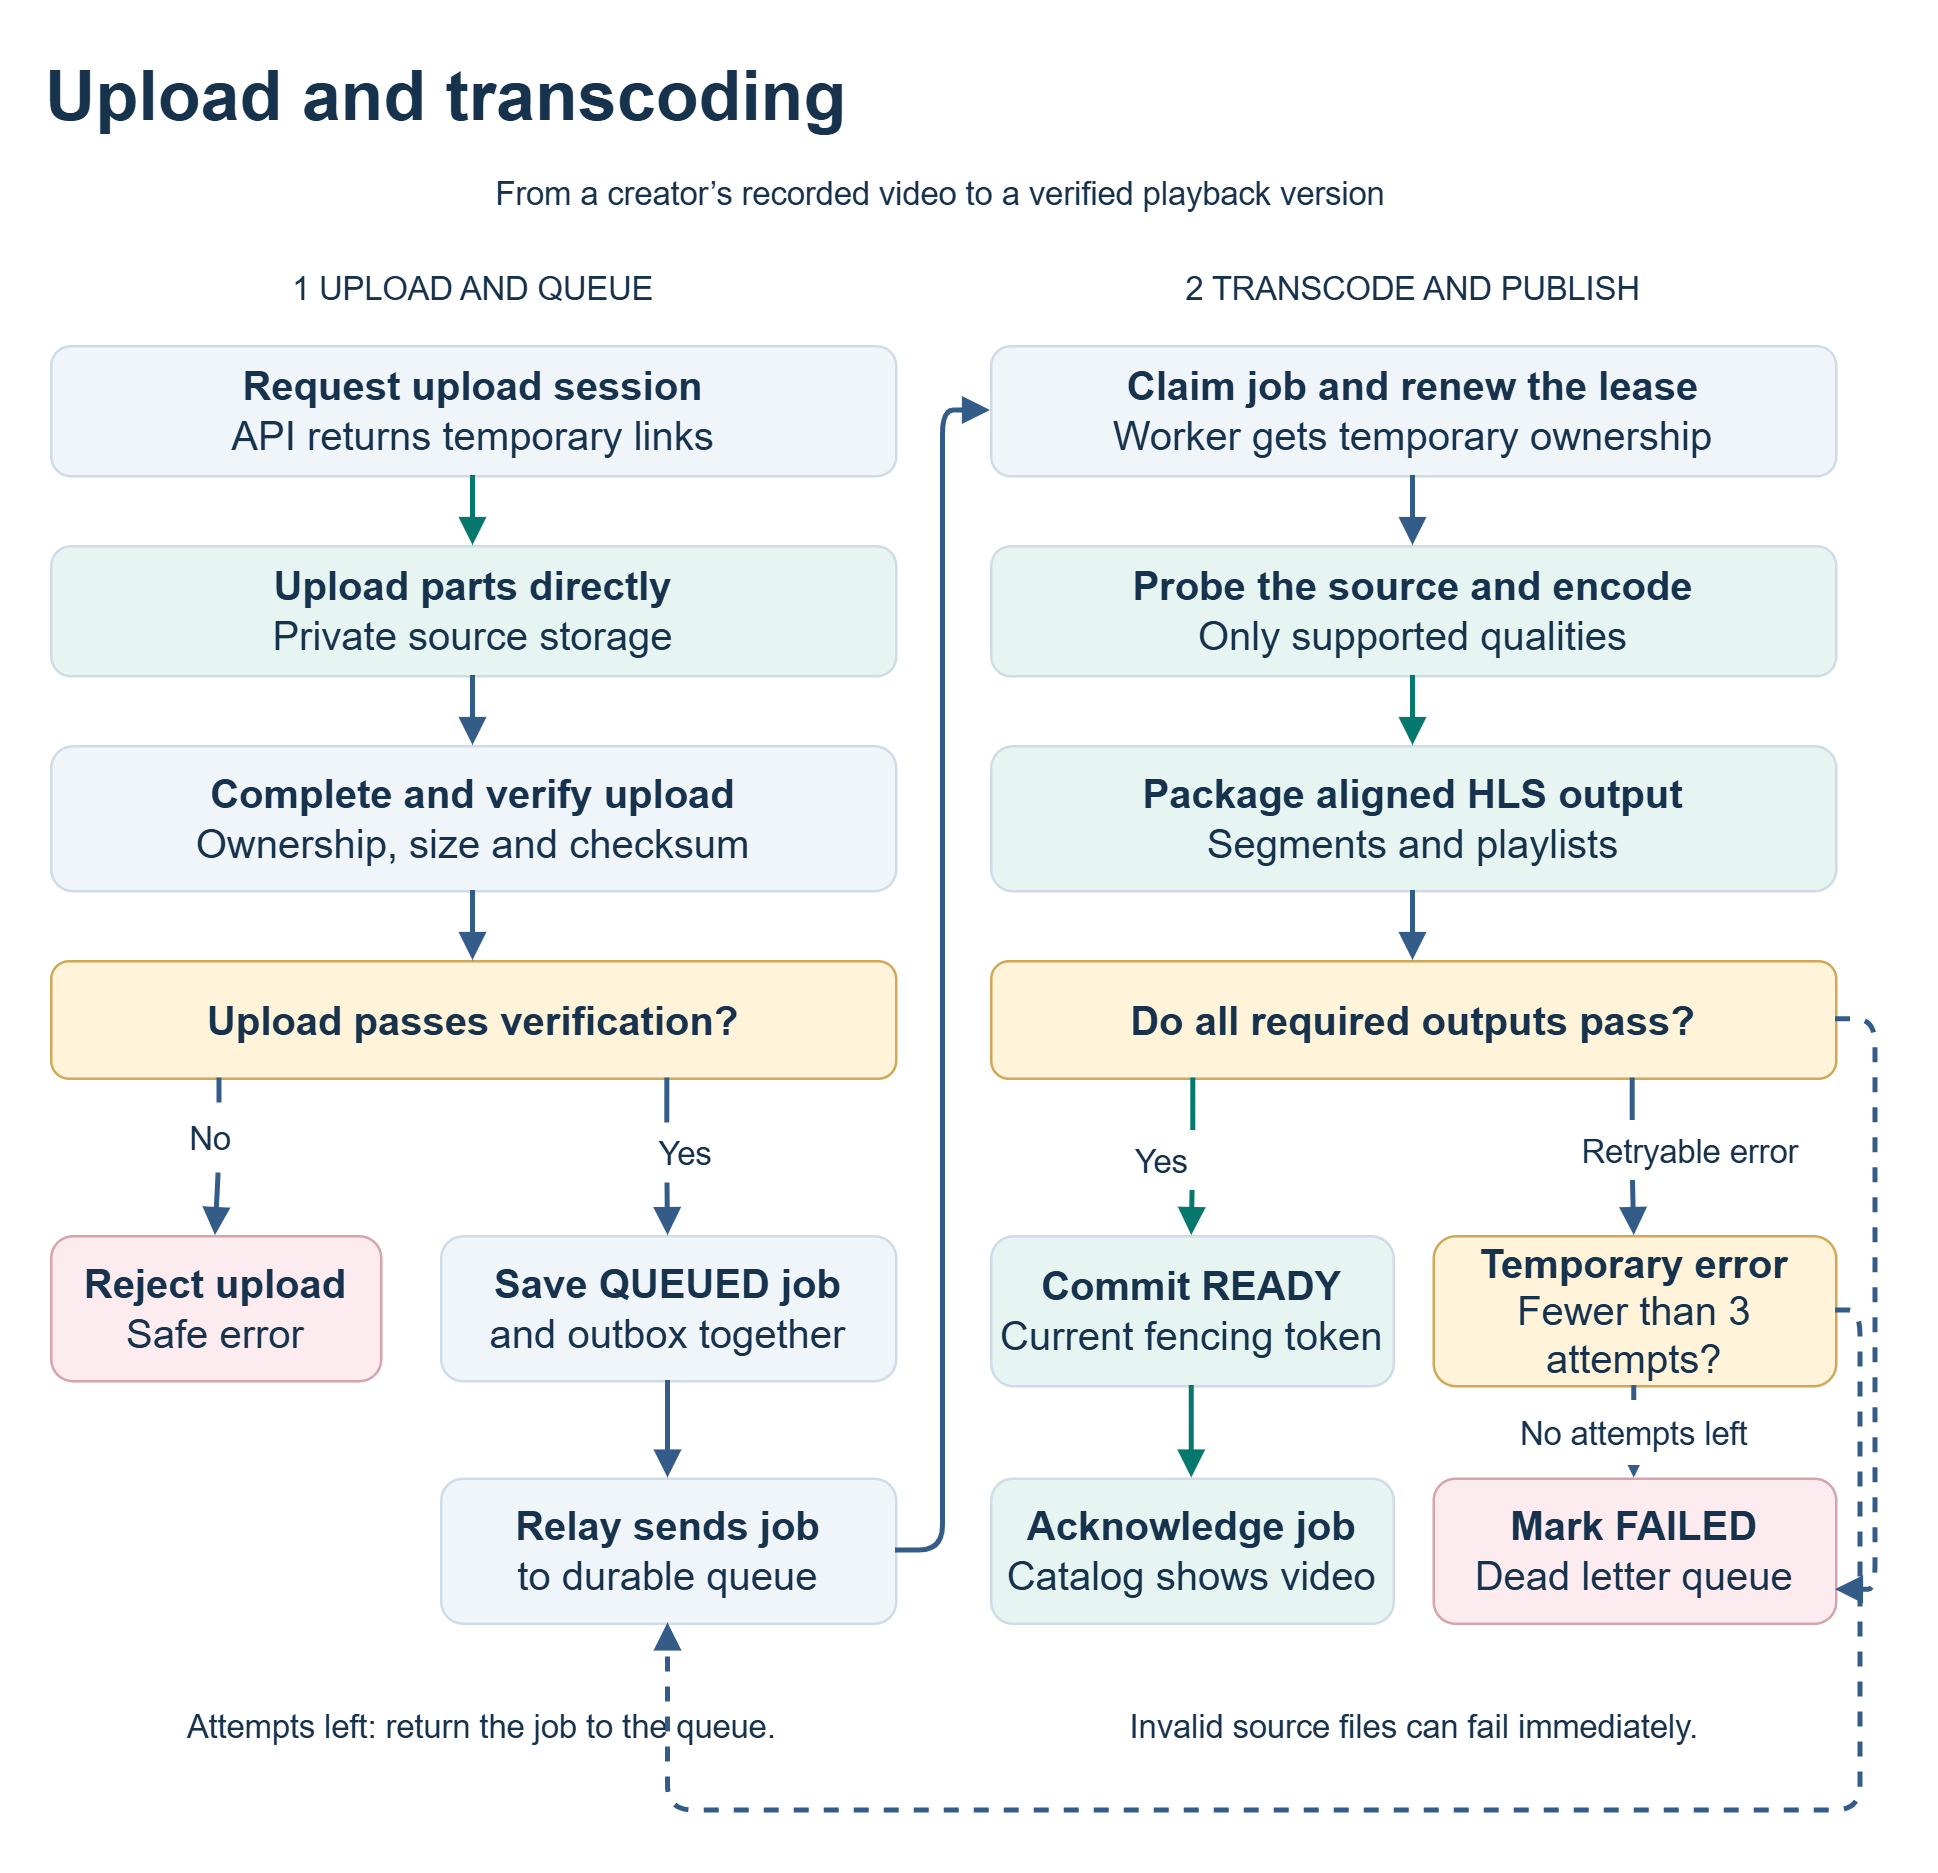 Upload and transcoding
From a creator’s recorded video to a verified playback version
1 UPLOAD AND QUEUE
Request upload session
API returns temporary links
Upload parts directly
Private source storage
Complete and verify upload
Ownership, size and checksum
Upload passes verification?
No
Yes
Reject upload
Safe error
Save QUEUED job
and outbox together
Relay sends job
to durable queue
Attempts left: return the job to the queue.
2 TRANSCODE AND PUBLISH
Claim job and renew the lease
Worker gets temporary ownership
Probe the source and encode
Only supported qualities
Package aligned HLS output
Segments and playlists
Do all required outputs pass?
Yes
Retryable error
Commit READY
Current fencing token
Temporary error
Fewer than 3
attempts?
No attempts left
Acknowledge job
Catalog shows video
Mark FAILED
Dead letter queue
Invalid source files can fail immediately.